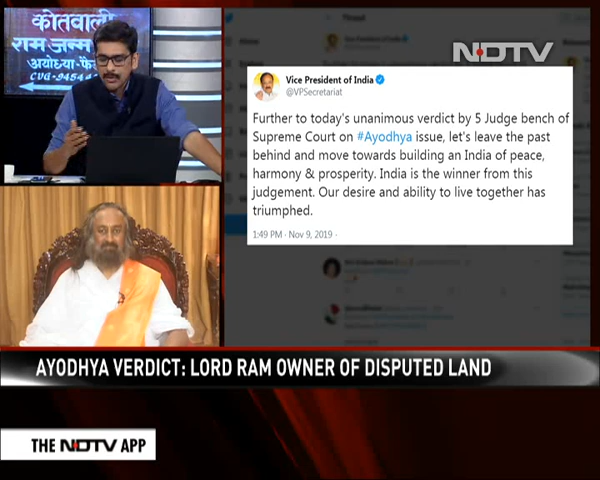 कोतवाली
राम जन्म
अयोध्या-फै
CUG-9454
NDTV
Vice President of India
@VPSecretariat
Further to today's unanimous verdict by 5 Judge bench of
Supreme Court on #Ayodhya issue, let's leave the past
behind and move towards building an India of peace,
harmony & prosperity. India is the winner from this
judgement. Our desire and ability to live together has
triumphed.
1:49 PM · Nov 9, 2019 ·
AYODHYA VERDICT: LORD RAM OWNER OF DISPUTED LAND
THE NDTV APP